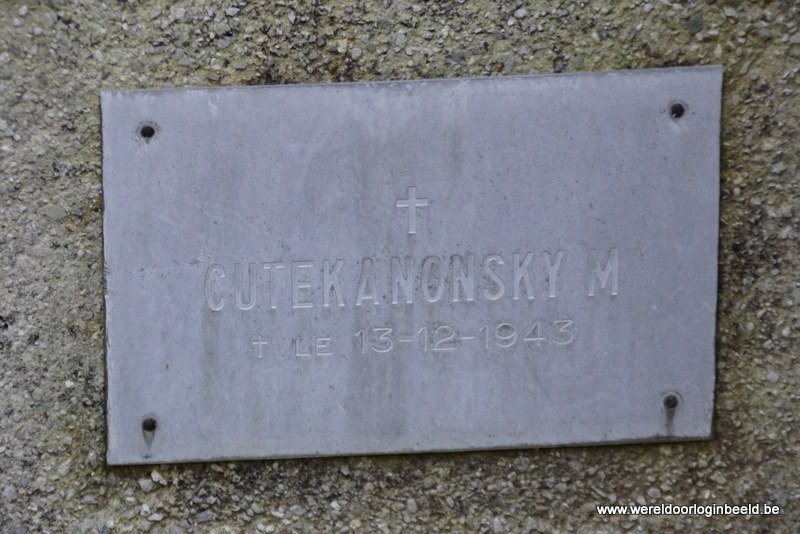 ✝
CUTEKANONSKY M
† LE 13-12-1943
www.wereldoorloginbeeld.be